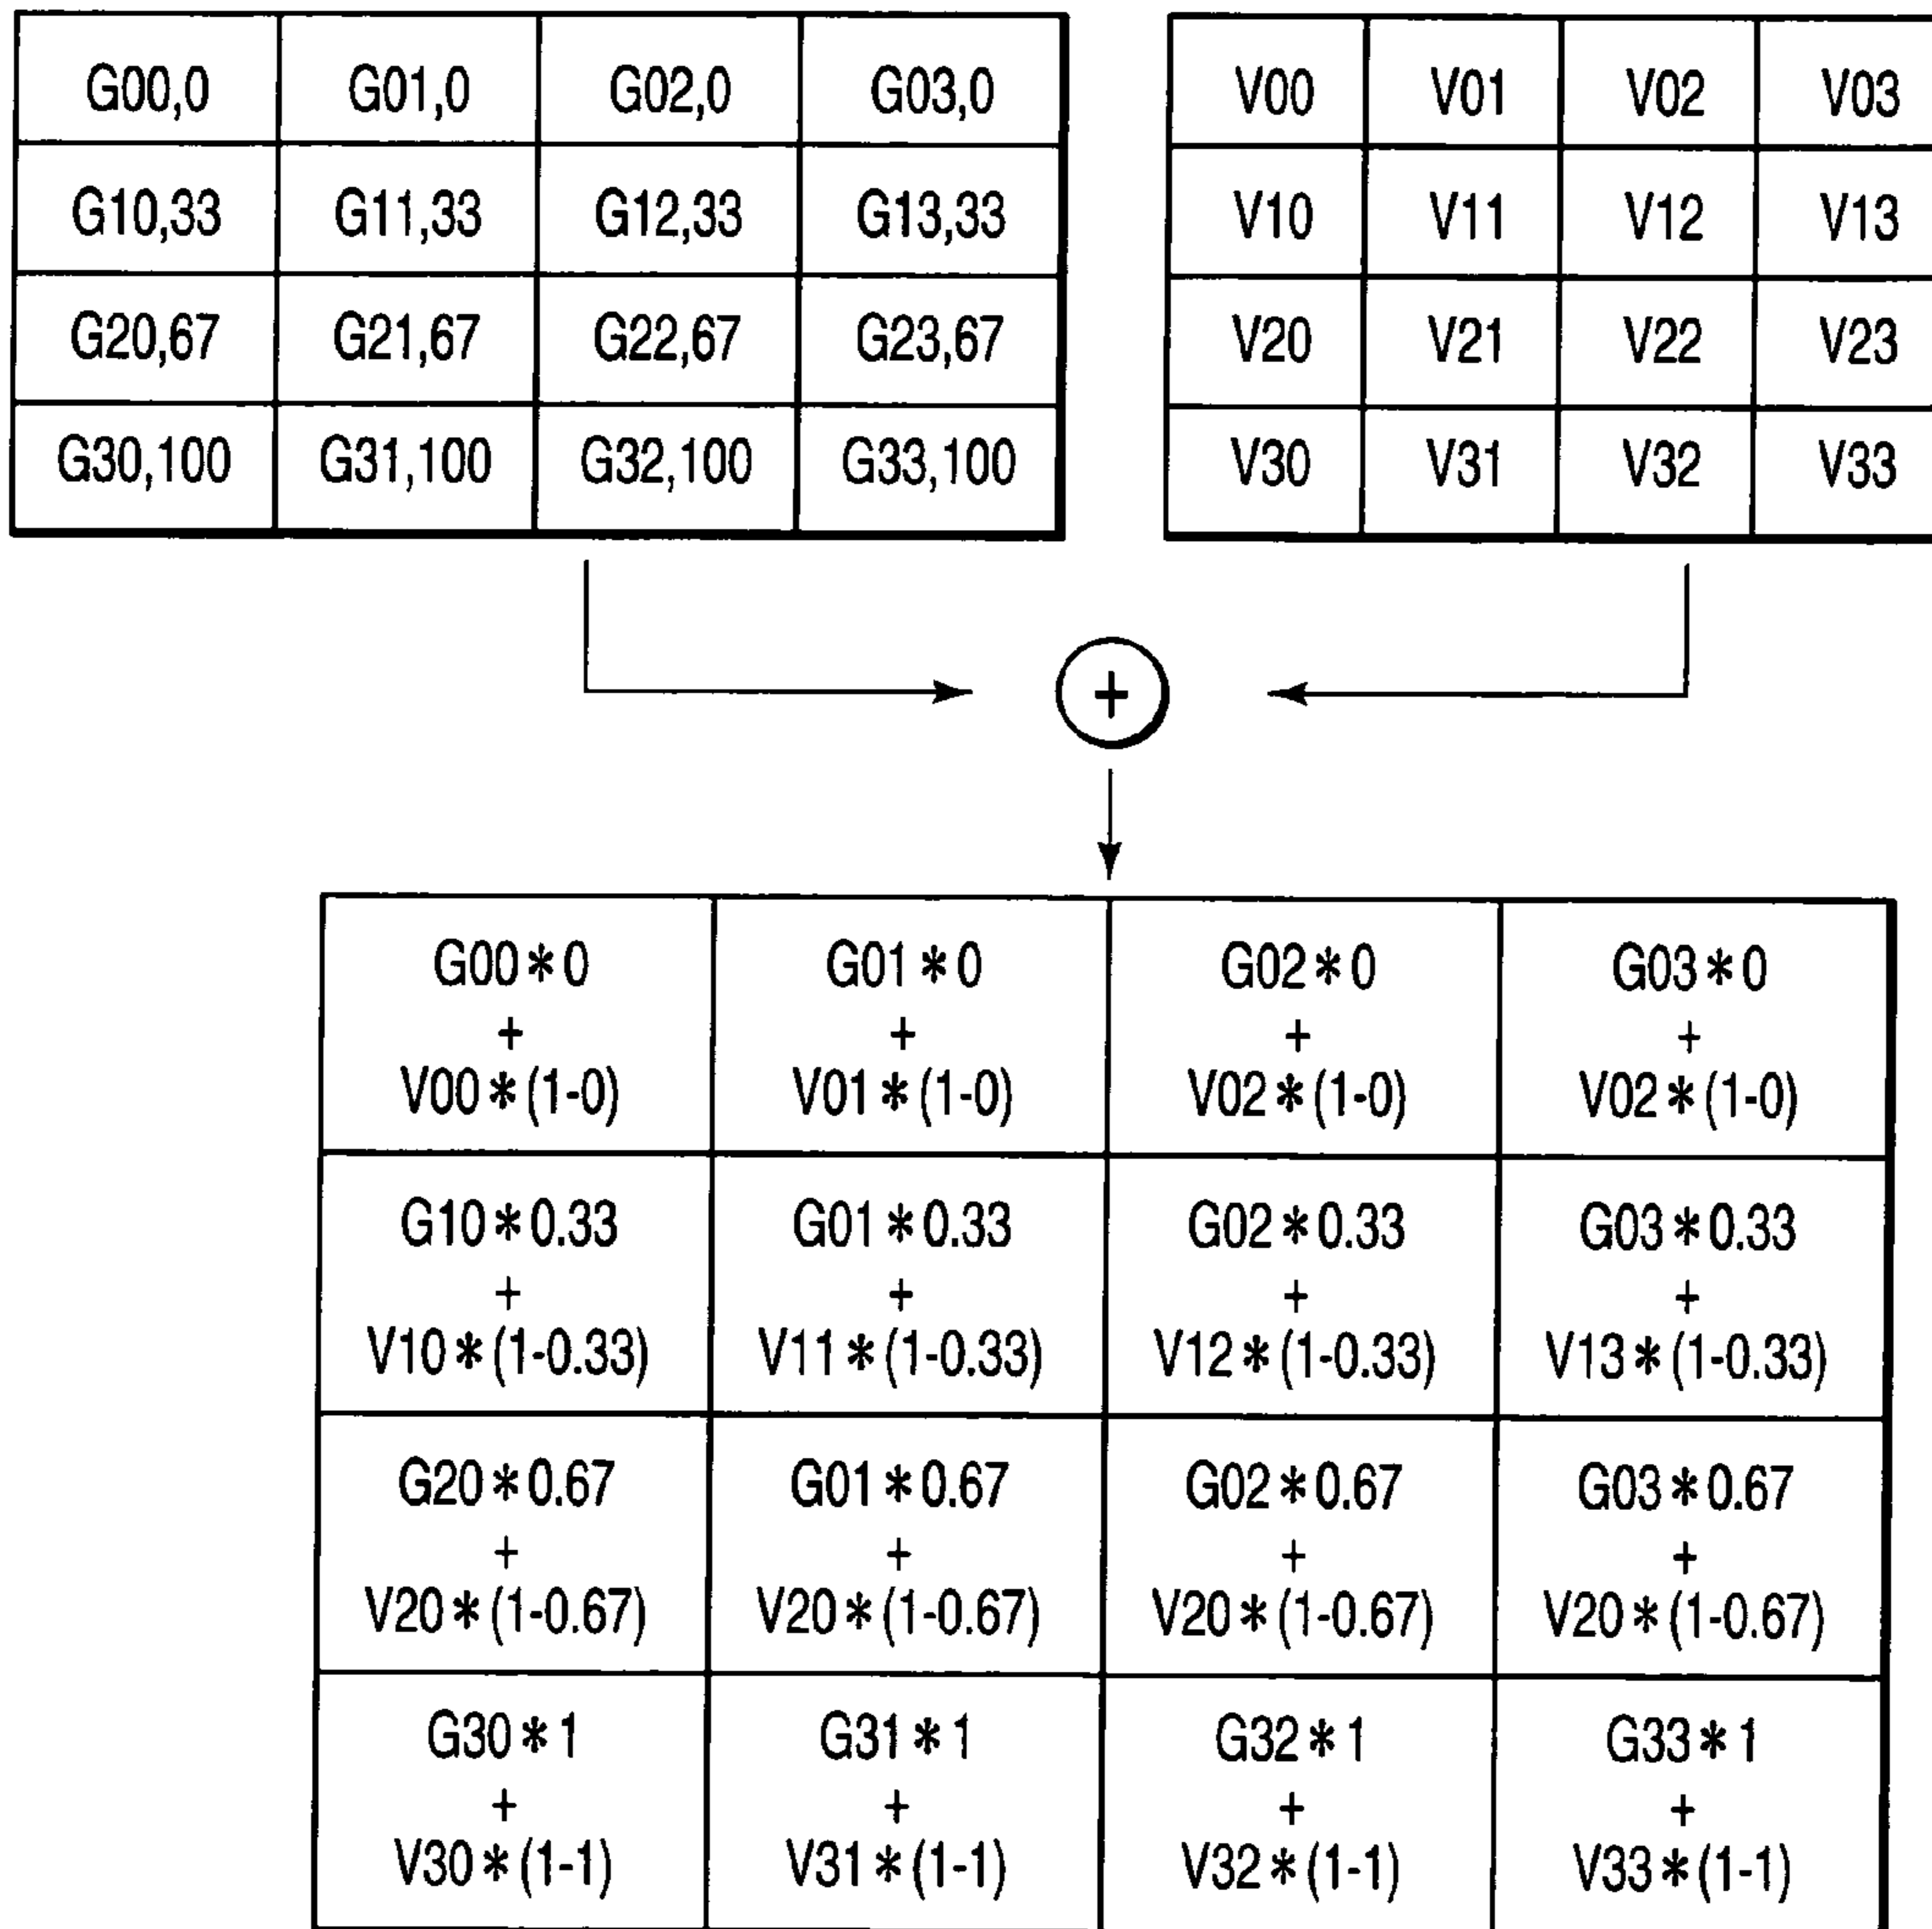 G00,0 G01,0 G02,0 G03,0
G10,33 G11,33 G12,33 G13,33
G20,67 G21,67 G22,67 G23,67
G30,100 G31,100 G32,100 G33,100
V00 V01 V02 V03
V10 V11 V12 V13
V20 V21 V22 V23
V30 V31 V32 V33
+
G00*0 G01*0 G02*0 G03*0
+ + + +
V00*(1-0) V01*(1-0) V02*(1-0) V02*(1-0)
G10*0.33 G01*0.33 G02*0.33 G03*0.33
+ + + +
V10*(1-0.33) V11*(1-0.33) V12*(1-0.33) V13*(1-0.33)
G20*0.67 G01*0.67 G02*0.67 G03*0.67
+ + + +
V20*(1-0.67) V20*(1-0.67) V20*(1-0.67) V20*(1-0.67)
G30*1 G31*1 G32*1 G33*1
+ + + +
V30*(1-1) V31*(1-1) V32*(1-1) V33*(1-1)